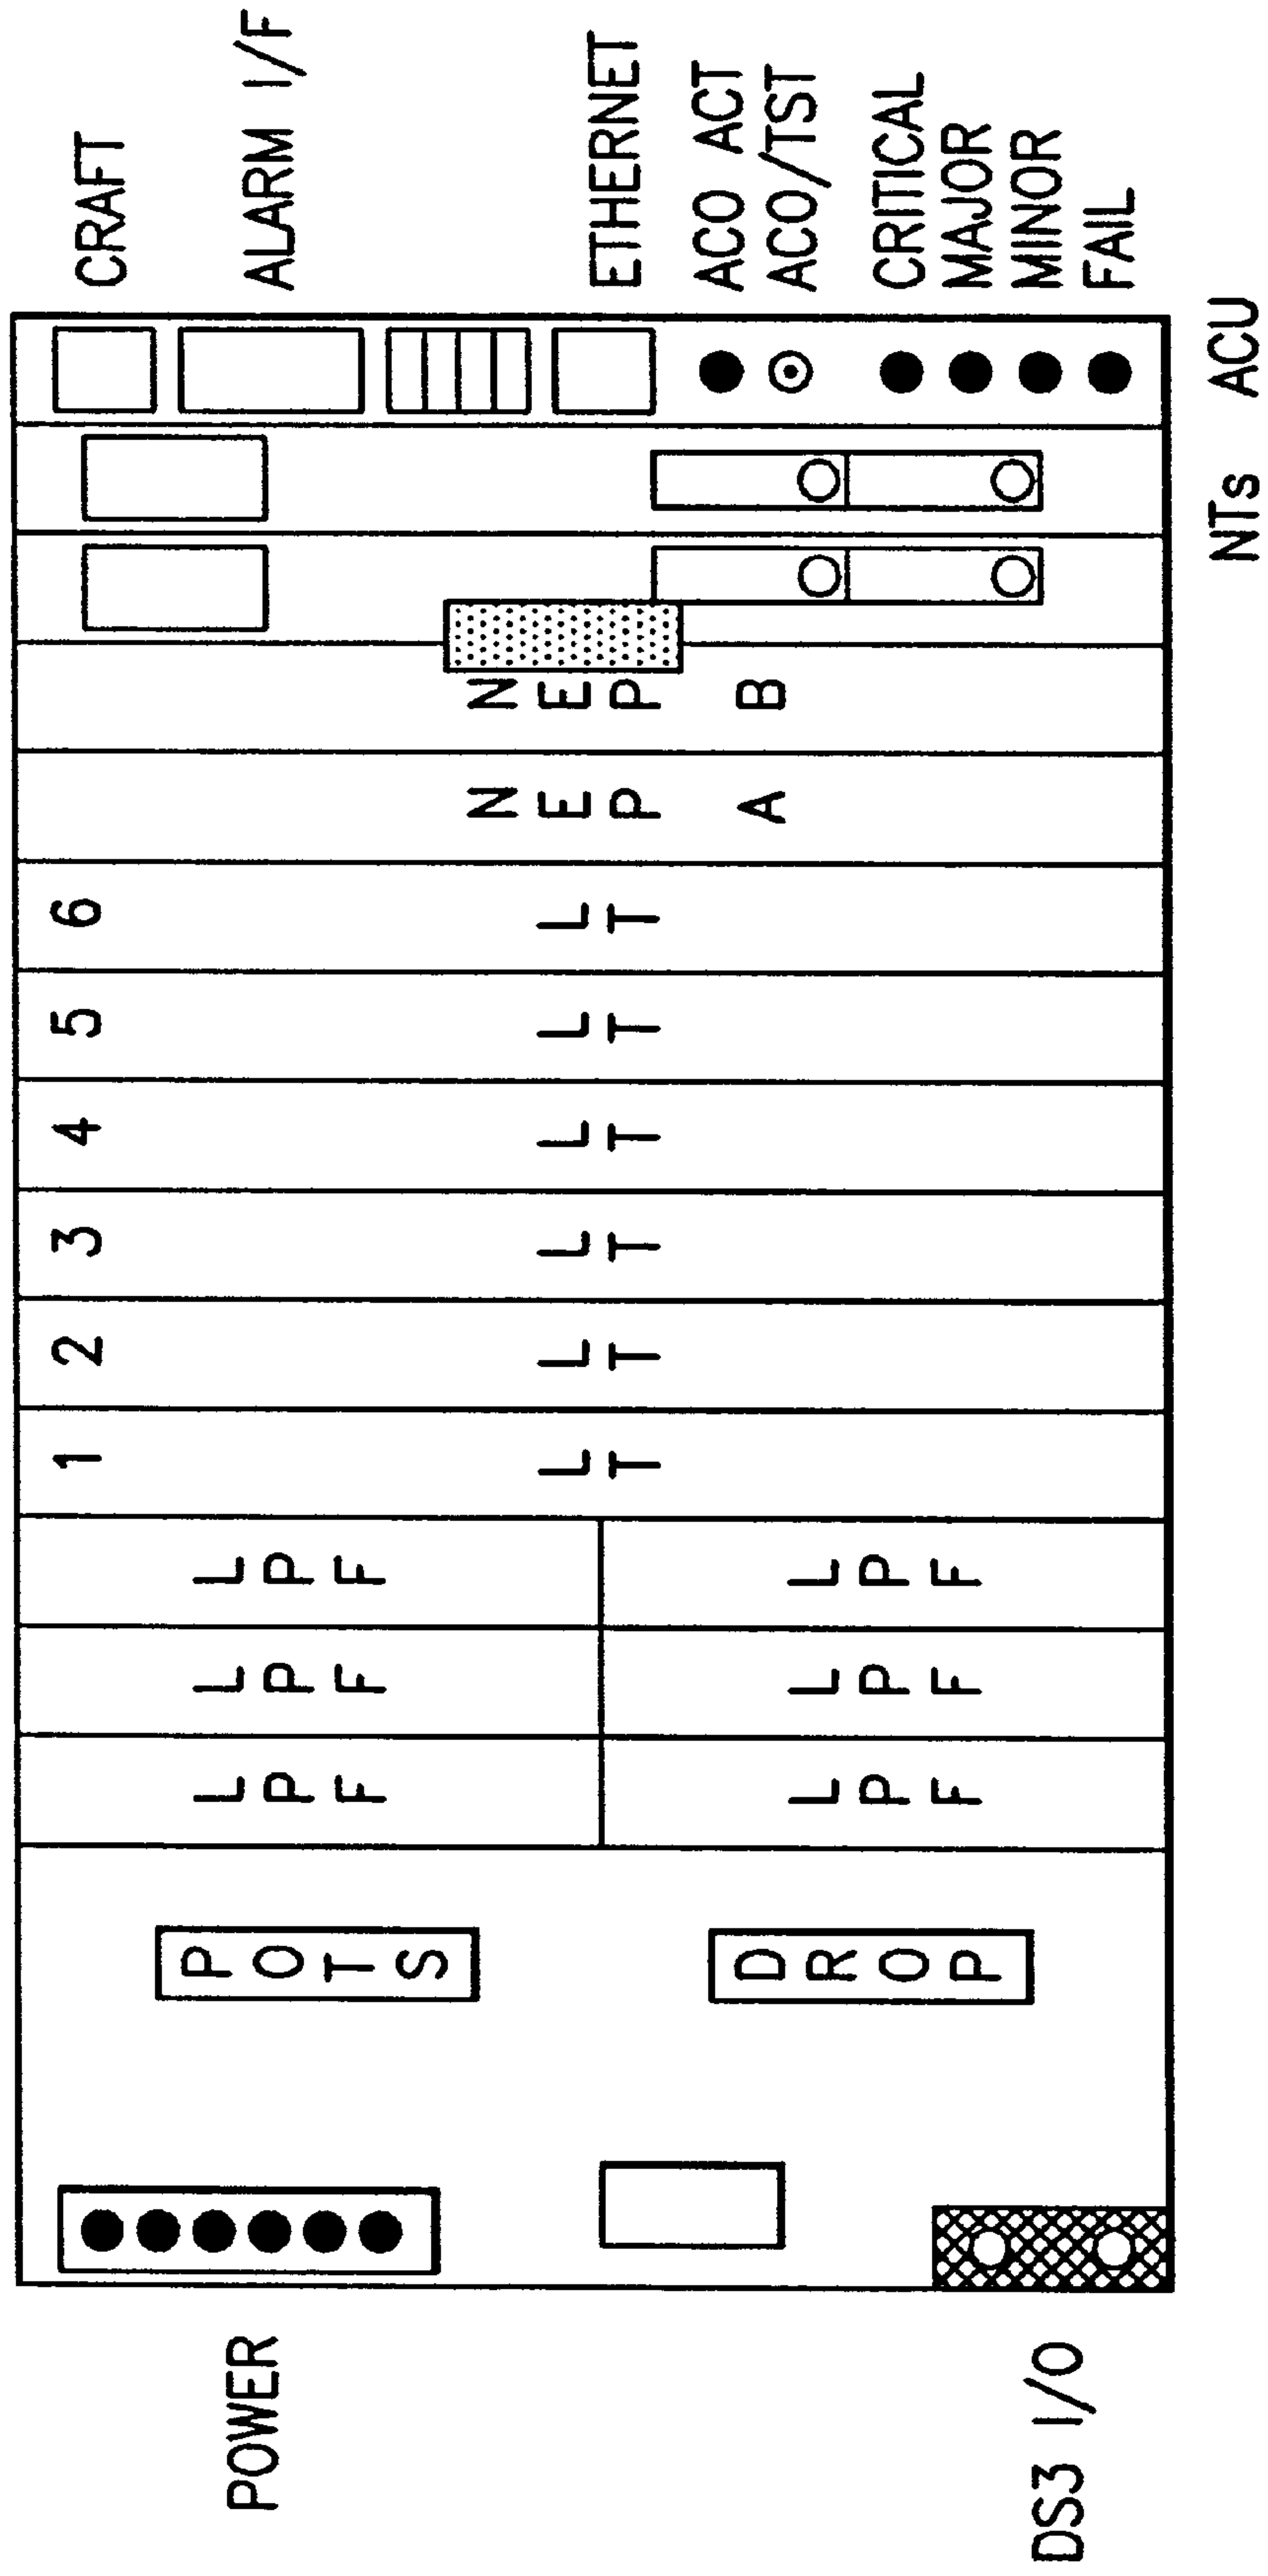 POWER
DS3 I/O
POTS
DROP
LPF
LPF
LPF
LPF
LPF
LPF
1
LT
2
LT
3
LT
4
LT
5
LT
6
LT
NEP A
NEP B
NTs
ACU
CRAFT
ALARM I/F
ETHERNET
ACO ACT
ACO/TST
CRITICAL
MAJOR
MINOR
FAIL